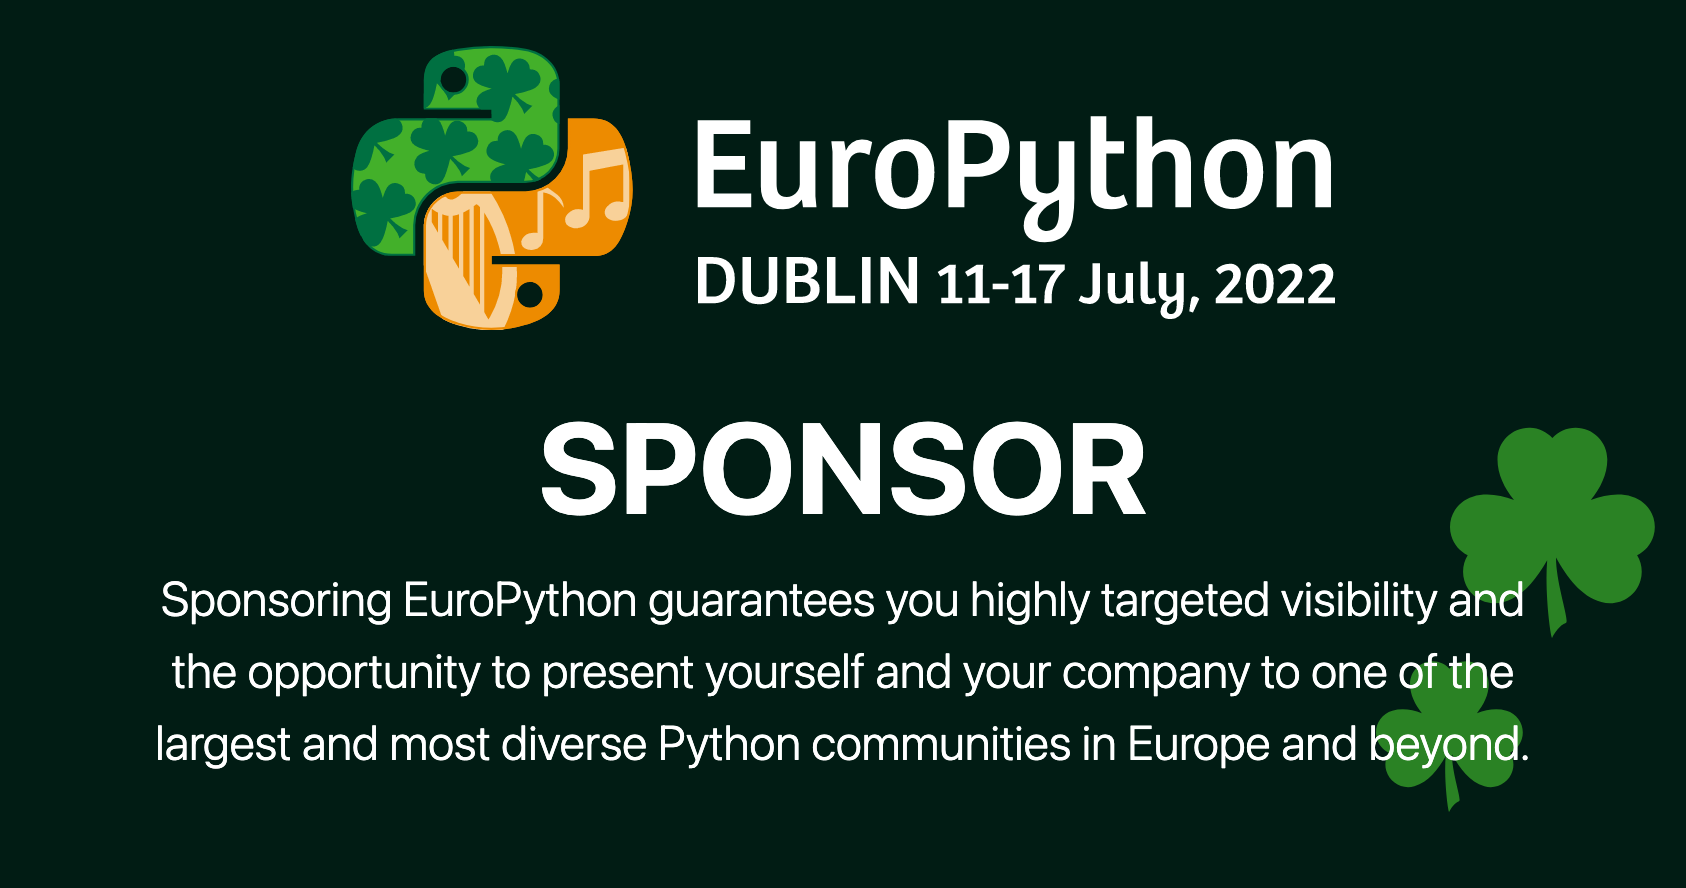 EuroPython
DUBLIN 11-17 July, 2022
SPONSOR
Sponsoring EuroPython guarantees you highly targeted visibility and
the opportunity to present yourself and your company to one of the
largest and most diverse Python communities in Europe and beyond.